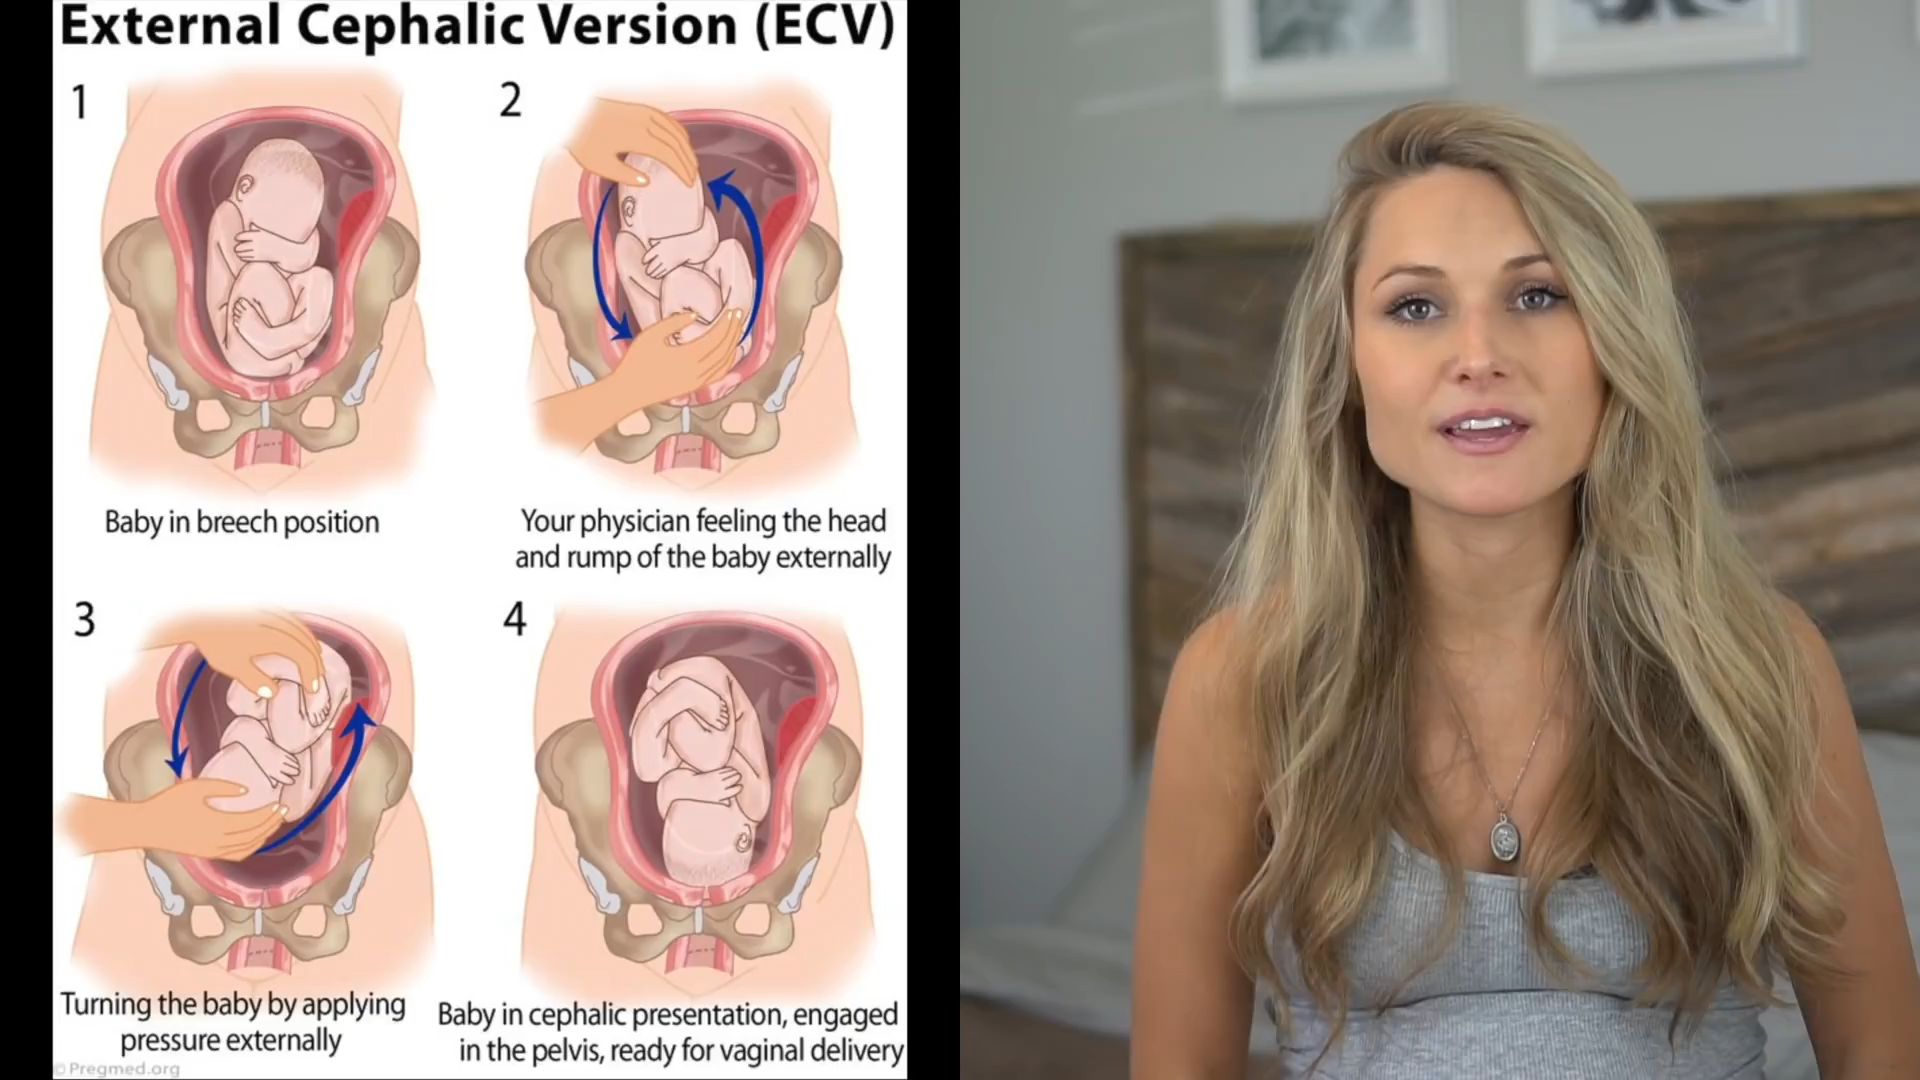 External Cephalic Version (ECV)
1
2
Baby in breech position
Your physician feeling the head
and rump of the baby externally
3
4
Turning the baby by applying
pressure externally
Baby in cephalic presentation, engaged
in the pelvis, ready for vaginal delivery
© Pregmed.org